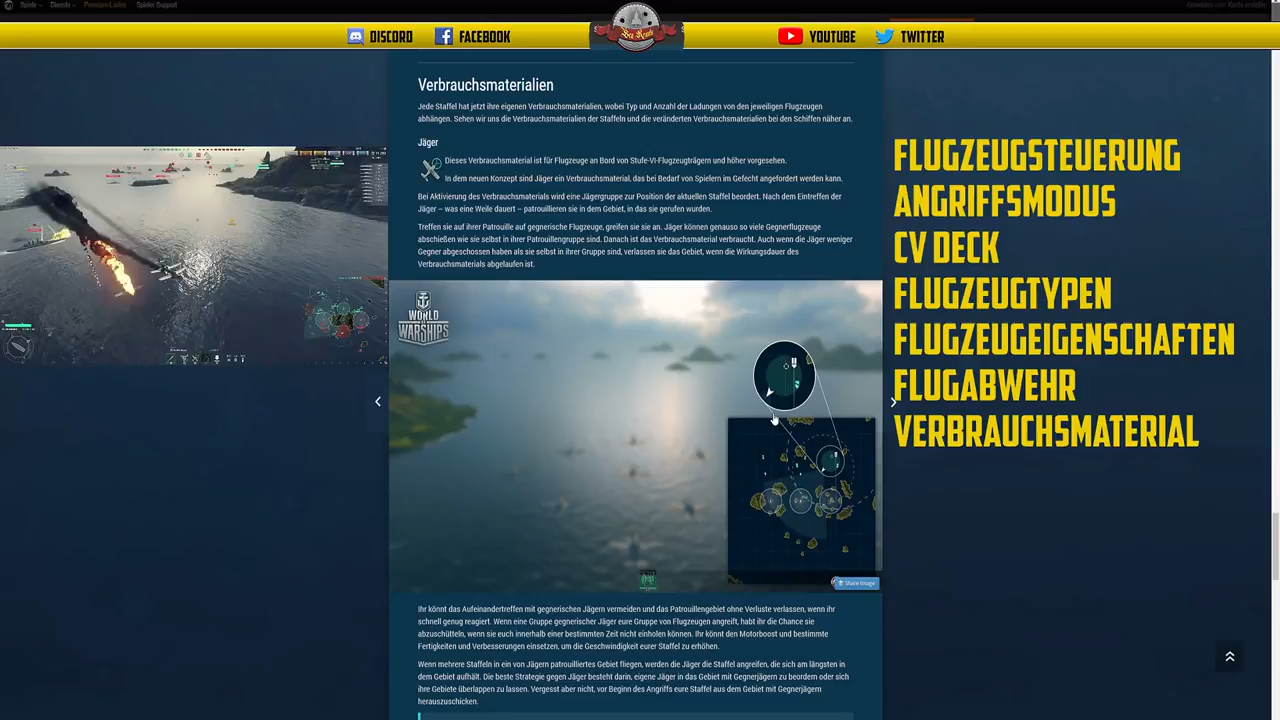 Spiele
Dienste
Premium-Laden
Spieler Support
Anmelden oder Konto erstellen
DISCORD
FACEBOOK
YOUTUBE
TWITTER
Verbrauchsmaterialien
Jede Staffel hat jetzt ihre eigenen Verbrauchsmaterialien, wobei Typ und Anzahl der Ladungen von den jeweiligen Flugzeugen
abhängen. Sehen wir uns die Verbrauchsmaterialien der Staffeln und die veränderten Verbrauchsmaterialien bei den Schiffen näher an.
Jäger
Dieses Verbrauchsmaterial ist für Flugzeuge an Bord von Stufe-VI-Flugzeugträgern und höher vorgesehen.
In dem neuen Konzept sind Jäger ein Verbrauchsmaterial, das bei Bedarf von Spielern im Gefecht angefordert werden kann.
Bei Aktivierung des Verbrauchsmaterials wird eine Jägergruppe zur Position der aktuellen Staffel beordert. Nach dem Eintreffen der
Jäger – was eine Weile dauert – patrouillieren sie in dem Gebiet, in das sie gerufen wurden.
Treffen sie auf ihrer Patrouille auf gegnerische Flugzeuge, greifen sie sie an. Jäger können genauso so viele Gegnerflugzeuge
abschießen wie sie selbst in ihrer Patrouillengruppe sind. Danach ist das Verbrauchsmaterial verbraucht. Auch wenn die Jäger weniger
Gegner abgeschossen haben als sie selbst in ihrer Gruppe sind, verlassen sie das Gebiet, wenn die Wirkungsdauer des
Verbrauchsmaterials abgelaufen ist.
WORLD
OF
WARSHIPS
Share image
Ihr könnt das Aufeinandertreffen mit gegnerischen Jägern vermeiden und das Patrouillengebiet ohne Verluste verlassen, wenn ihr
schnell genug reagiert. Wenn eine Gruppe gegnerischer Jäger eure Gruppe von Flugzeugen angreift, habt ihr die Chance sie
abzuschütteln, wenn sie euch innerhalb einer bestimmten Zeit nicht einholen können. Ihr könnt den Motorboost und bestimmte
Fertigkeiten und Verbesserungen einsetzen, um die Geschwindigkeit eurer Staffel zu erhöhen.
Wenn mehrere Staffeln in ein von Jägern patrouilliertes Gebiet fliegen, werden die Jäger die Staffel angreifen, die sich am längsten in
dem Gebiet aufhält. Die beste Strategie gegen Jäger besteht darin, eigene Jäger in das Gebiet mit Gegnerjägern zu beordern oder sich
ihre Gebiete überlappen zu lassen. Vergesst aber nicht, vor Beginn des Angriffs eure Staffel aus dem Gebiet mit Gegnerjägern
herauszuschicken.
FLUGZEUGSTEUERUNG
ANGRIFFSMODUS
CV DECK
FLUGZEUGTYPEN
FLUGZEUGEIGENSCHAFTEN
FLUGABWEHR
VERBRAUCHSMATERIAL